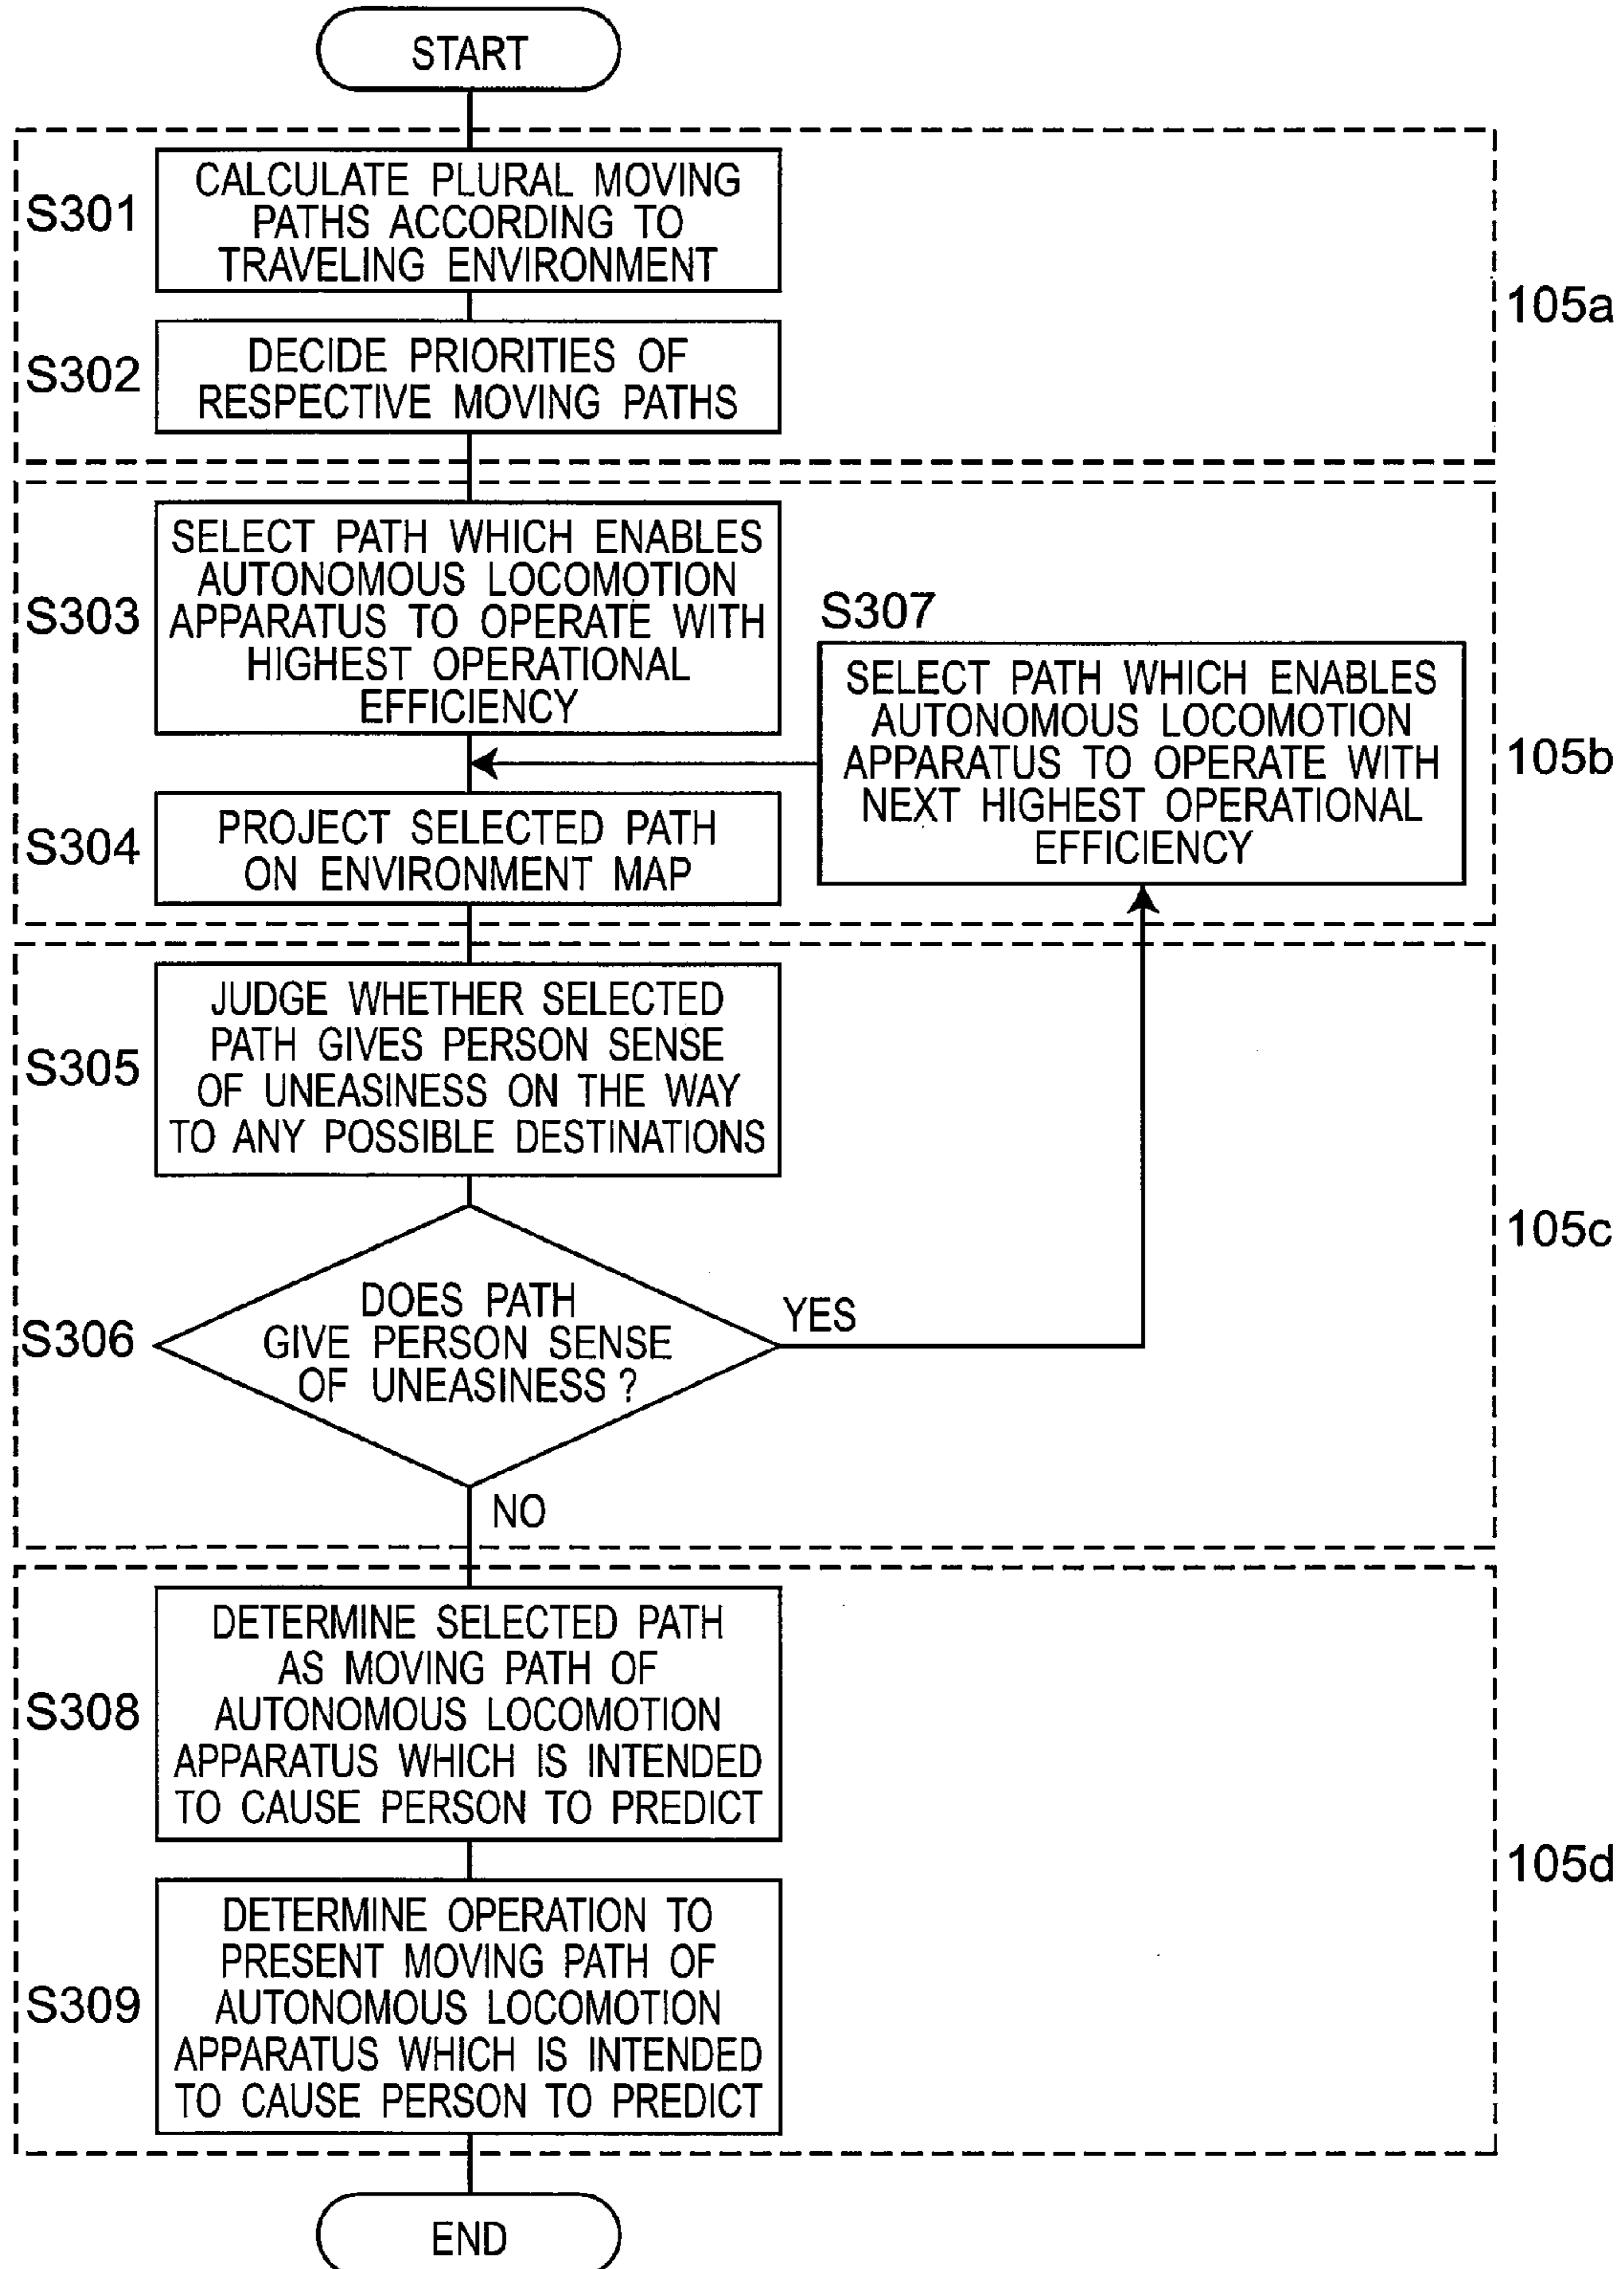 START
S301
CALCULATE PLURAL MOVING
PATHS ACCORDING TO
TRAVELING ENVIRONMENT
105a
S302
DECIDE PRIORITIES OF
RESPECTIVE MOVING PATHS
S303
SELECT PATH WHICH ENABLES
AUTONOMOUS LOCOMOTION
APPARATUS TO OPERATE WITH
HIGHEST OPERATIONAL
EFFICIENCY
S307
SELECT PATH WHICH ENABLES
AUTONOMOUS LOCOMOTION
APPARATUS TO OPERATE WITH
NEXT HIGHEST OPERATIONAL
EFFICIENCY
105b
S304
PROJECT SELECTED PATH
ON ENVIRONMENT MAP
S305
JUDGE WHETHER SELECTED
PATH GIVES PERSON SENSE
OF UNEASINESS ON THE WAY
TO ANY POSSIBLE DESTINATIONS
105c
S306
DOES PATH
GIVE PERSON SENSE
OF UNEASINESS ?
YES
NO
S308
DETERMINE SELECTED PATH
AS MOVING PATH OF
AUTONOMOUS LOCOMOTION
APPARATUS WHICH IS INTENDED
TO CAUSE PERSON TO PREDICT
105d
S309
DETERMINE OPERATION TO
PRESENT MOVING PATH OF
AUTONOMOUS LOCOMOTION
APPARATUS WHICH IS INTENDED
TO CAUSE PERSON TO PREDICT
END